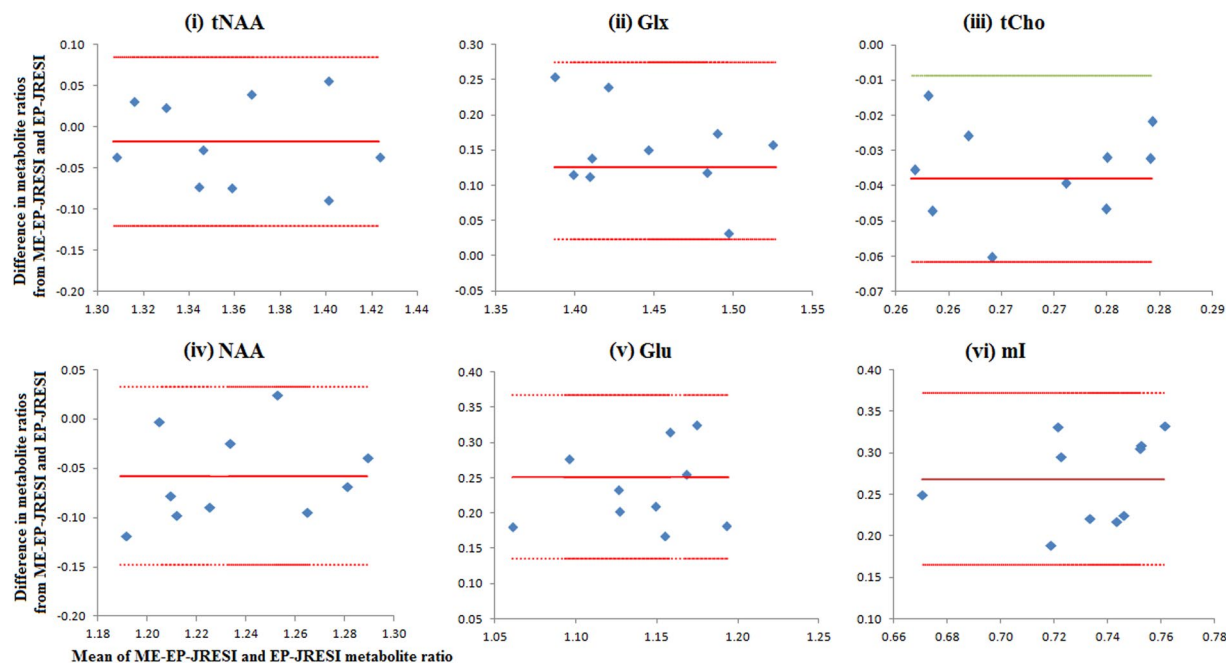 (i) tNAA
(ii) Glx
(iii) tCho
Difference in metabolite ratios
from ME-EP-JRESI and EP-JRESI
0.10
0.05
0.00
-0.05
-0.10
-0.15
-0.20
1.30 1.32 1.34 1.36 1.38 1.40 1.42 1.44
0.30
0.25
0.20
0.15
0.10
0.05
0.00
-0.05
1.35 1.40 1.45 1.50 1.55
0.00
-0.01
-0.02
-0.03
-0.04
-0.05
-0.06
-0.07
0.26 0.26 0.27 0.27 0.28 0.28 0.29
(iv) NAA
(v) Glu
(vi) mI
Difference in metabolite ratios
from ME-EP-JRESI and EP-JRESI
0.05
0.00
-0.05
-0.10
-0.15
-0.20
1.18 1.20 1.22 1.24 1.26 1.28 1.30
0.45
0.40
0.35
0.30
0.25
0.20
0.15
0.10
0.05
1.05 1.10 1.15 1.20 1.25
0.40
0.35
0.30
0.25
0.20
0.15
0.10
0.66 0.68 0.70 0.72 0.74 0.76 0.78
Mean of ME-EP-JRESI and EP-JRESI metabolite ratio